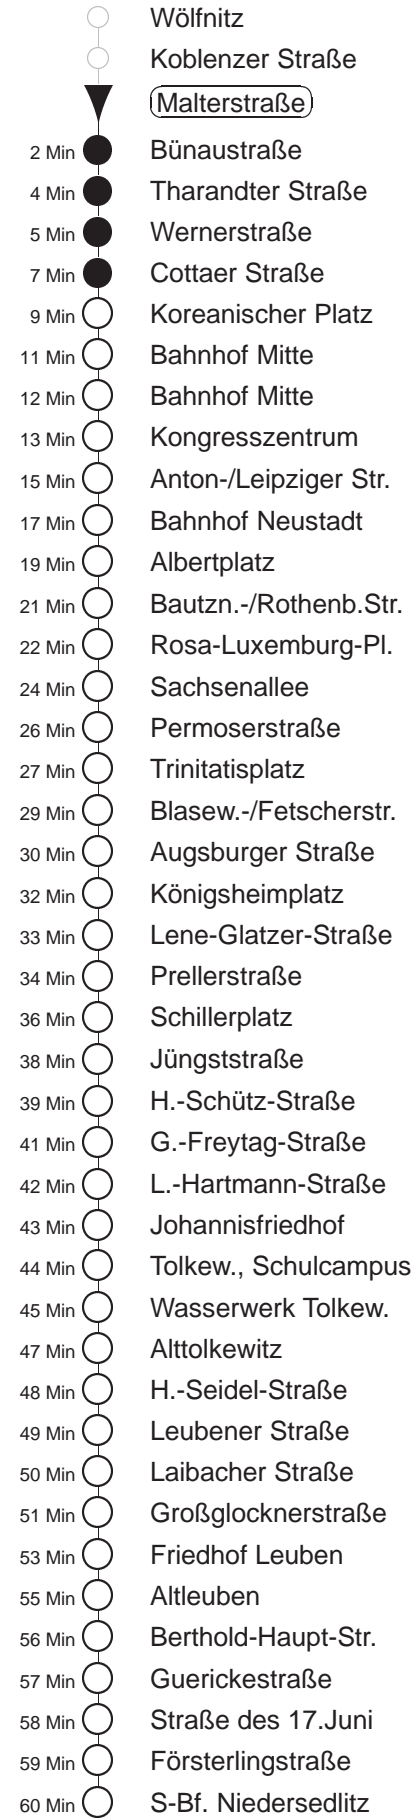 Wölfnitz
Koblenzer Straße
Malterstraße
2 Min Bünaustraße
4 Min Tharandter Straße
5 Min Wernerstraße
7 Min Cottaer Straße
9 Min Koreanischer Platz
11 Min Bahnhof Mitte
12 Min Bahnhof Mitte
13 Min Kongresszentrum
15 Min Anton-/Leipziger Str.
17 Min Bahnhof Neustadt
19 Min Albertplatz
21 Min Bautzn.-/Rothenb.Str.
22 Min Rosa-Luxemburg-Pl.
24 Min Sachsenallee
26 Min Permoserstraße
27 Min Trinitatisplatz
29 Min Blasew.-/Fetscherstr.
30 Min Augsburger Straße
32 Min Königsheimplatz
33 Min Lene-Glatzer-Straße
34 Min Prellerstraße
36 Min Schillerplatz
38 Min Jüngststraße
39 Min H.-Schütz-Straße
41 Min G.-Freytag-Straße
42 Min L.-Hartmann-Straße
43 Min Johannisfriedhof
44 Min Tolkew., Schulcampus
45 Min Wasserwerk Tolkew.
47 Min Alttolkewitz
48 Min H.-Seidel-Straße
49 Min Leubener Straße
50 Min Laibacher Straße
51 Min Großglocknerstraße
53 Min Friedhof Leuben
55 Min Altleuben
56 Min Berthold-Haupt-Str.
57 Min Guerickestraße
58 Min Straße des 17.Juni
59 Min Försterlingstraße
60 Min S-Bf. Niedersedlitz